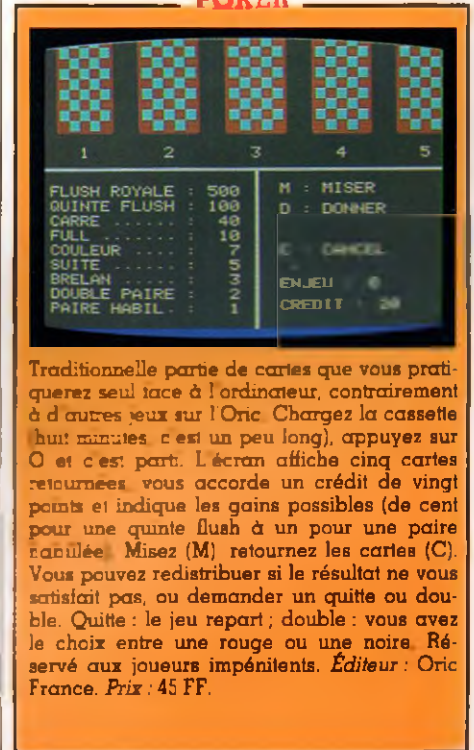 POKER
1 2 3 4 5
FLUSH ROYALE : 500
QUINTE FLUSH : 100
CARRE ...... : 40
FULL ....... : 10
COULEUR .... : 7
SUITE ...... : 5
BRELAN ..... : 3
DOUBLE PAIRE : 2
PAIRE HABIL. : 1
M : MISER
D : DONNER
C : CANCEL
ENJEU : 0
CREDIT : 20
Traditionnelle partie de cartes que vous prati-
querez seul face à l'ordinateur, contrairement
à d'autres jeux sur l'Oric. Chargez la cassette
(huit minutes, c'est un peu long), appuyez sur
O et c'est parti. L'écran affiche cinq cartes
retournées, vous accorde un crédit de vingt
points et indique les gains possibles (de cent
pour une quinte flush à un pour une paire
habillée). Misez (M) retournez les cartes (C).
Vous pouvez redistribuer si le résultat ne vous
satisfait pas, ou demander un quitte ou dou-
ble. Quitte : le jeu repart ; double : vous avez
le choix entre une rouge ou une noire. Ré-
servé aux joueurs impénitents. Éditeur : Oric
France. Prix : 45 FF.